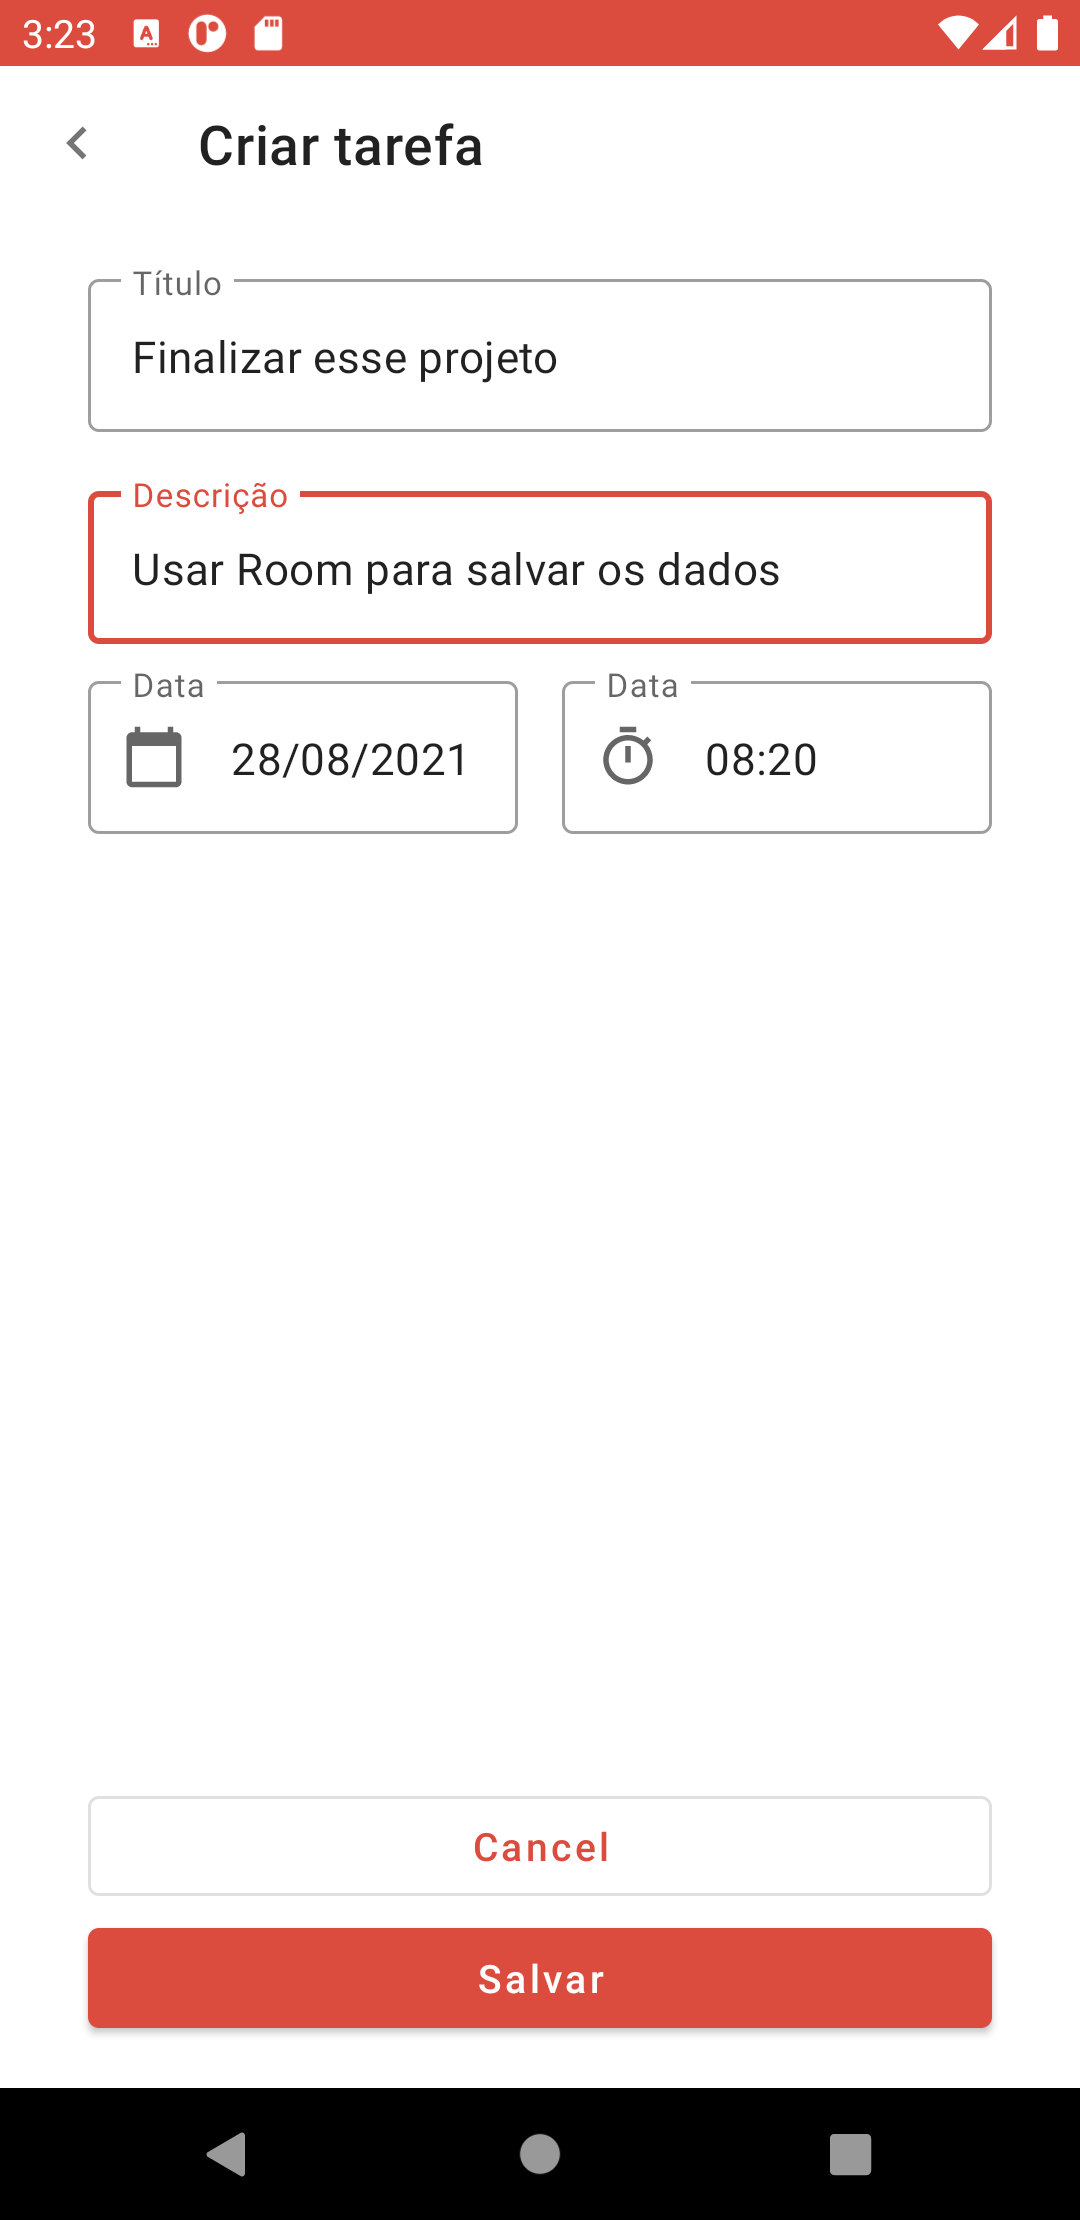 3:23
Criar tarefa
Título
Finalizar esse projeto
Descrição
Usar Room para salvar os dados
Data
28/08/2021
Data
08:20
Cancel
Salvar